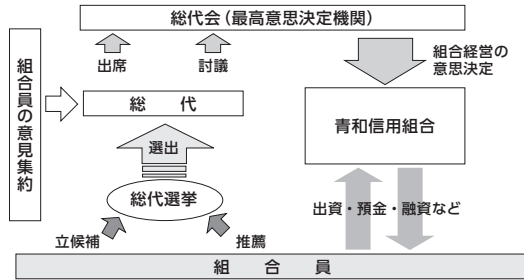 総代会（最高意思決定機関）
出席
討議
組合経営の
意思決定
組合員の意見集約
総　代
青和信用組合
選出
総代選挙
出資・預金・融資など
立候補
推薦
組　合　員